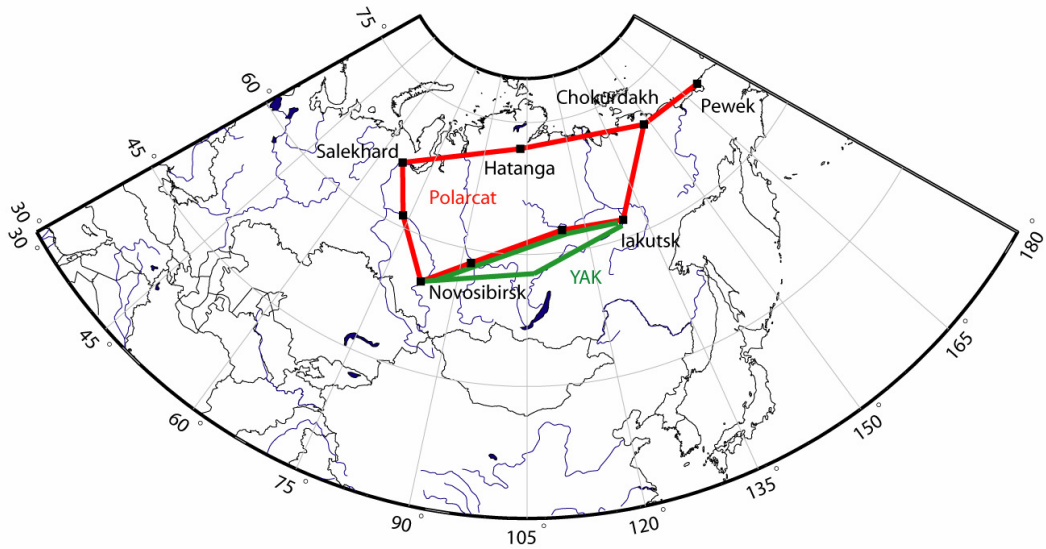 75°
60°
45°
30°
30°
45°
60°
75°
90°
105°
120°
135°
150°
165°
180°
Chokurdakh
Pewek
Salekhard
Hatanga
Polarcat
Iakutsk
YAK
Novosibirsk